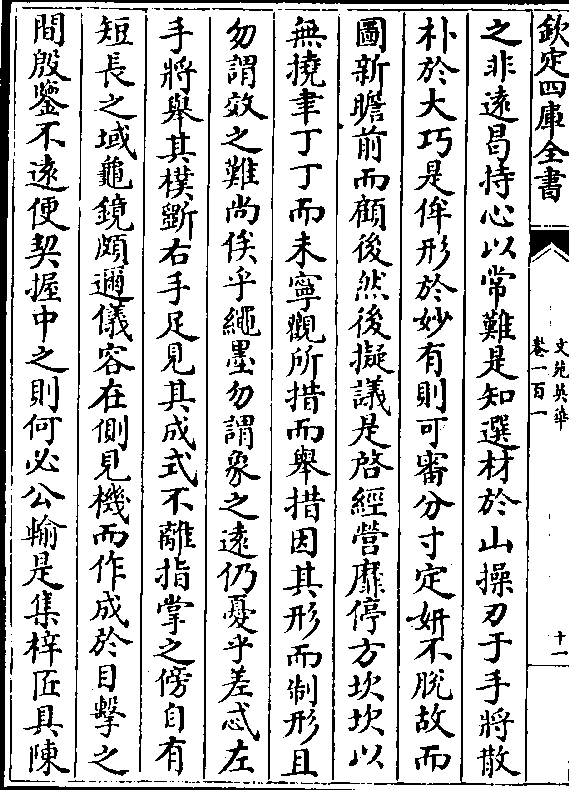 欽定四庫全書
文苑英華
卷一百一
十一
之非遠曷持心以常難是知選材於山操刃于手將散
朴於大巧是侔形於妙有則可審分寸定妍不脫故而
圖新瞻前而顧後然後擬議是啓經營靡停方坎坎以
無撓聿丁丁而未寧觀所措而舉措因其形而制形且
勿謂效之難尚俟乎繩墨勿謂象之遠仍憂乎差忒左
手將舉其樸斵右手足見其成式不離指掌之傍自有
短長之域龜鏡頗邇儀容在側見機而作成於目擊之
間殷鑒不遠便契握中之則何必公輸是集梓匠具陳